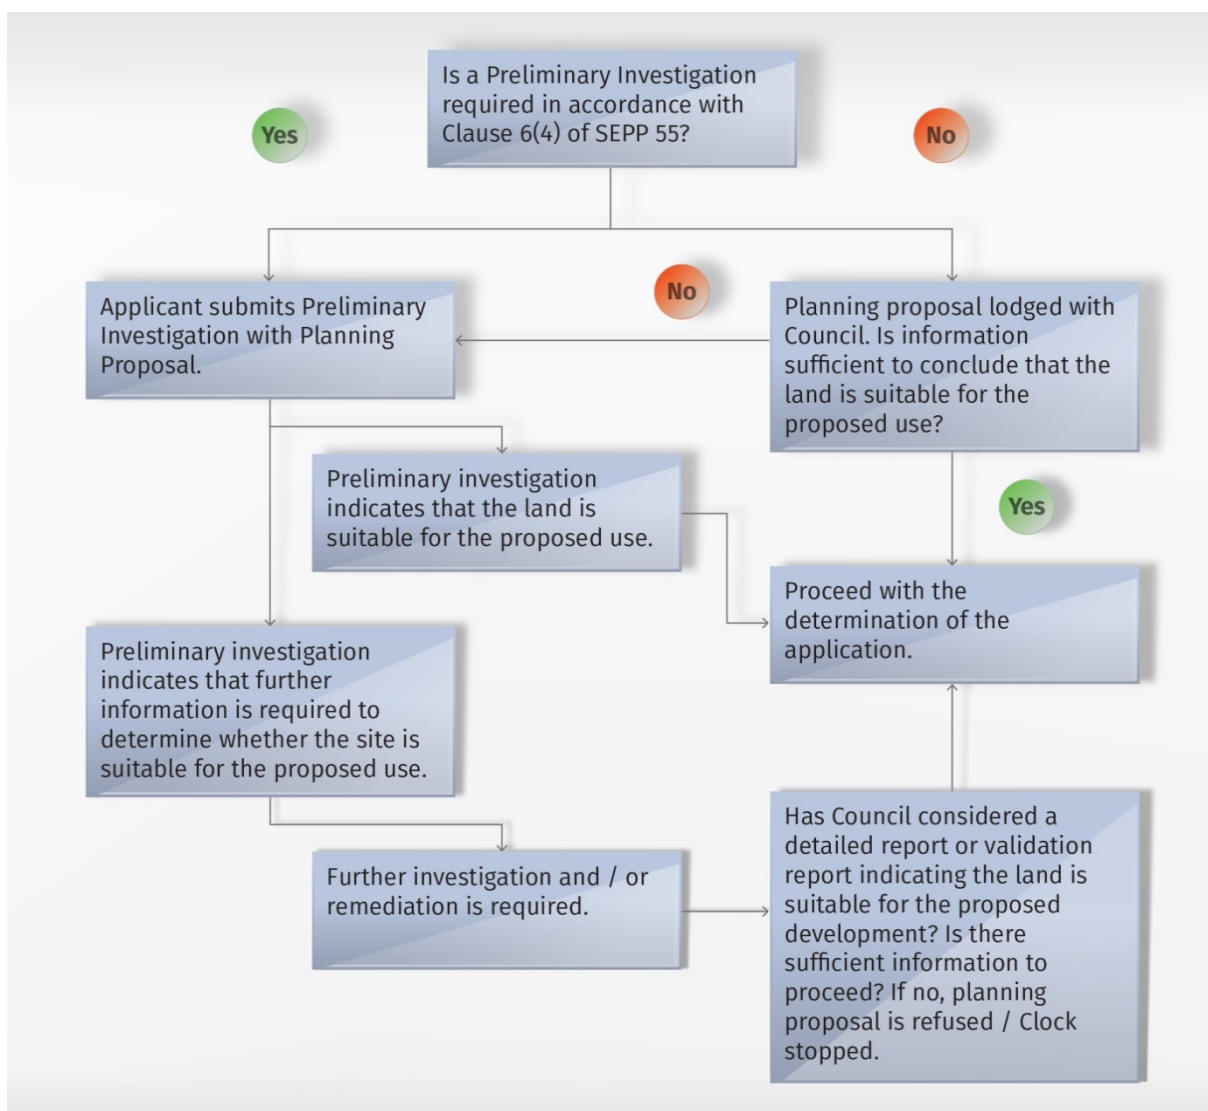 Is a Preliminary Investigation
required in accordance with
Clause 6(4) of SEPP 55?
Yes
No
Applicant submits Preliminary
Investigation with Planning
Proposal.
No
Planning proposal lodged with
Council. Is information
sufficient to conclude that the
land is suitable for the
proposed use?
Preliminary investigation
indicates that the land is
suitable for the proposed use.
Yes
Proceed with the
determination of the
application.
Preliminary investigation
indicates that further
information is required to
determine whether the site is
suitable for the proposed use.
Further investigation and / or
remediation is required.
Has Council considered a
detailed report or validation
report indicating the land is
suitable for the proposed
development? Is there
sufficient information to
proceed? If no, planning
proposal is refused / Clock
stopped.